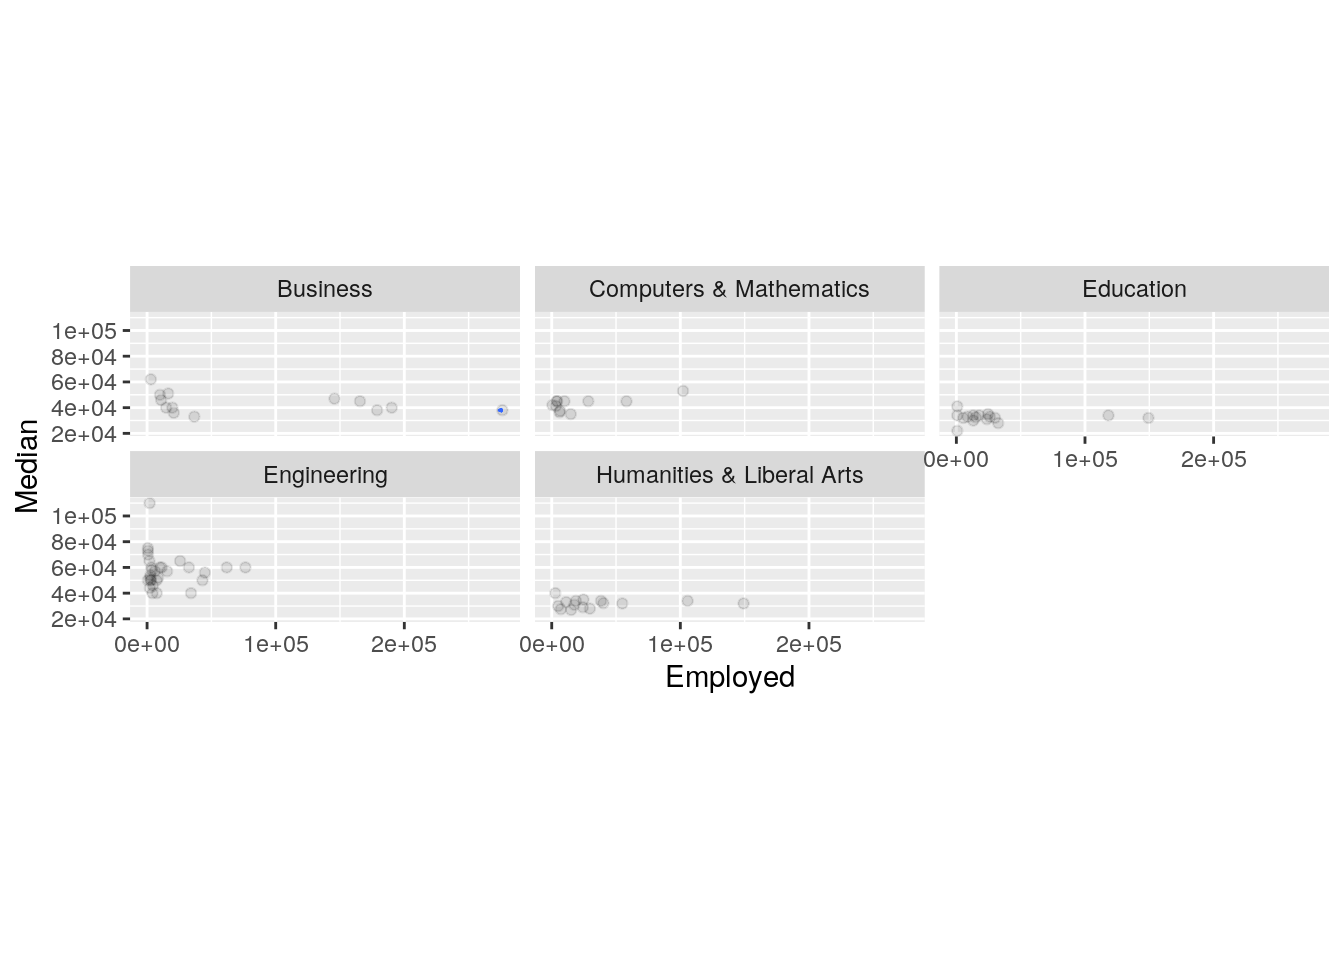 Business
Computers & Mathematics
Education
1e+05
8e+04
6e+04
4e+04
2e+04
0e+00 1e+05 2e+05
Engineering
Humanities & Liberal Arts
1e+05
8e+04
6e+04
4e+04
2e+04
0e+00 1e+05 2e+05
0e+00 1e+05 2e+05
Median
Employed